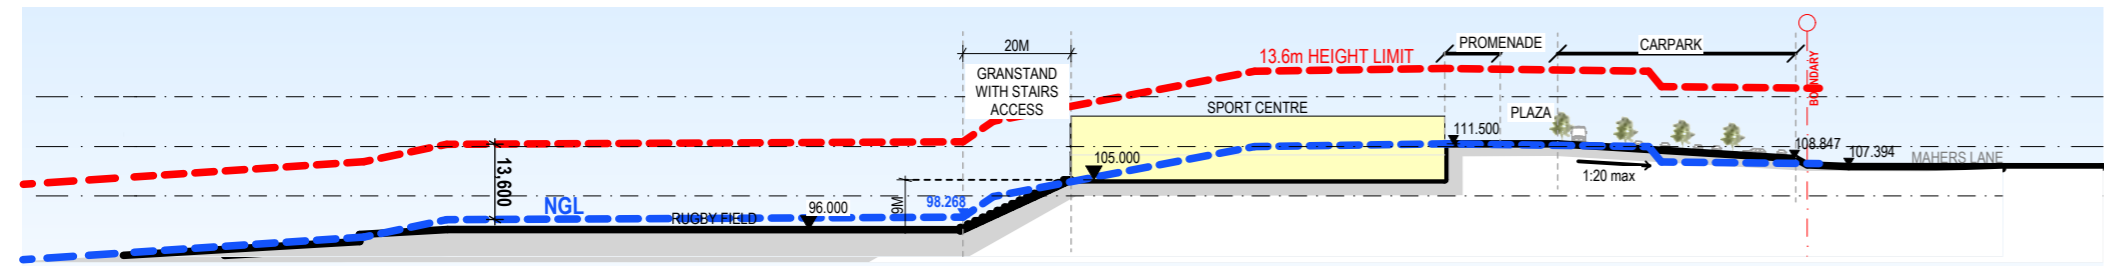 20M
GRANSTAND
WITH STAIRS
ACCESS
13.6m HEIGHT LIMIT
PROMENADE
CARPARK
BOUNDARY
SPORT CENTRE
PLAZA
111.500
105.000
108.847
107.394
MAHERS LANE
1:20 max
13.600
NGL
98.268
9M
96.000
RUGBY FIELD